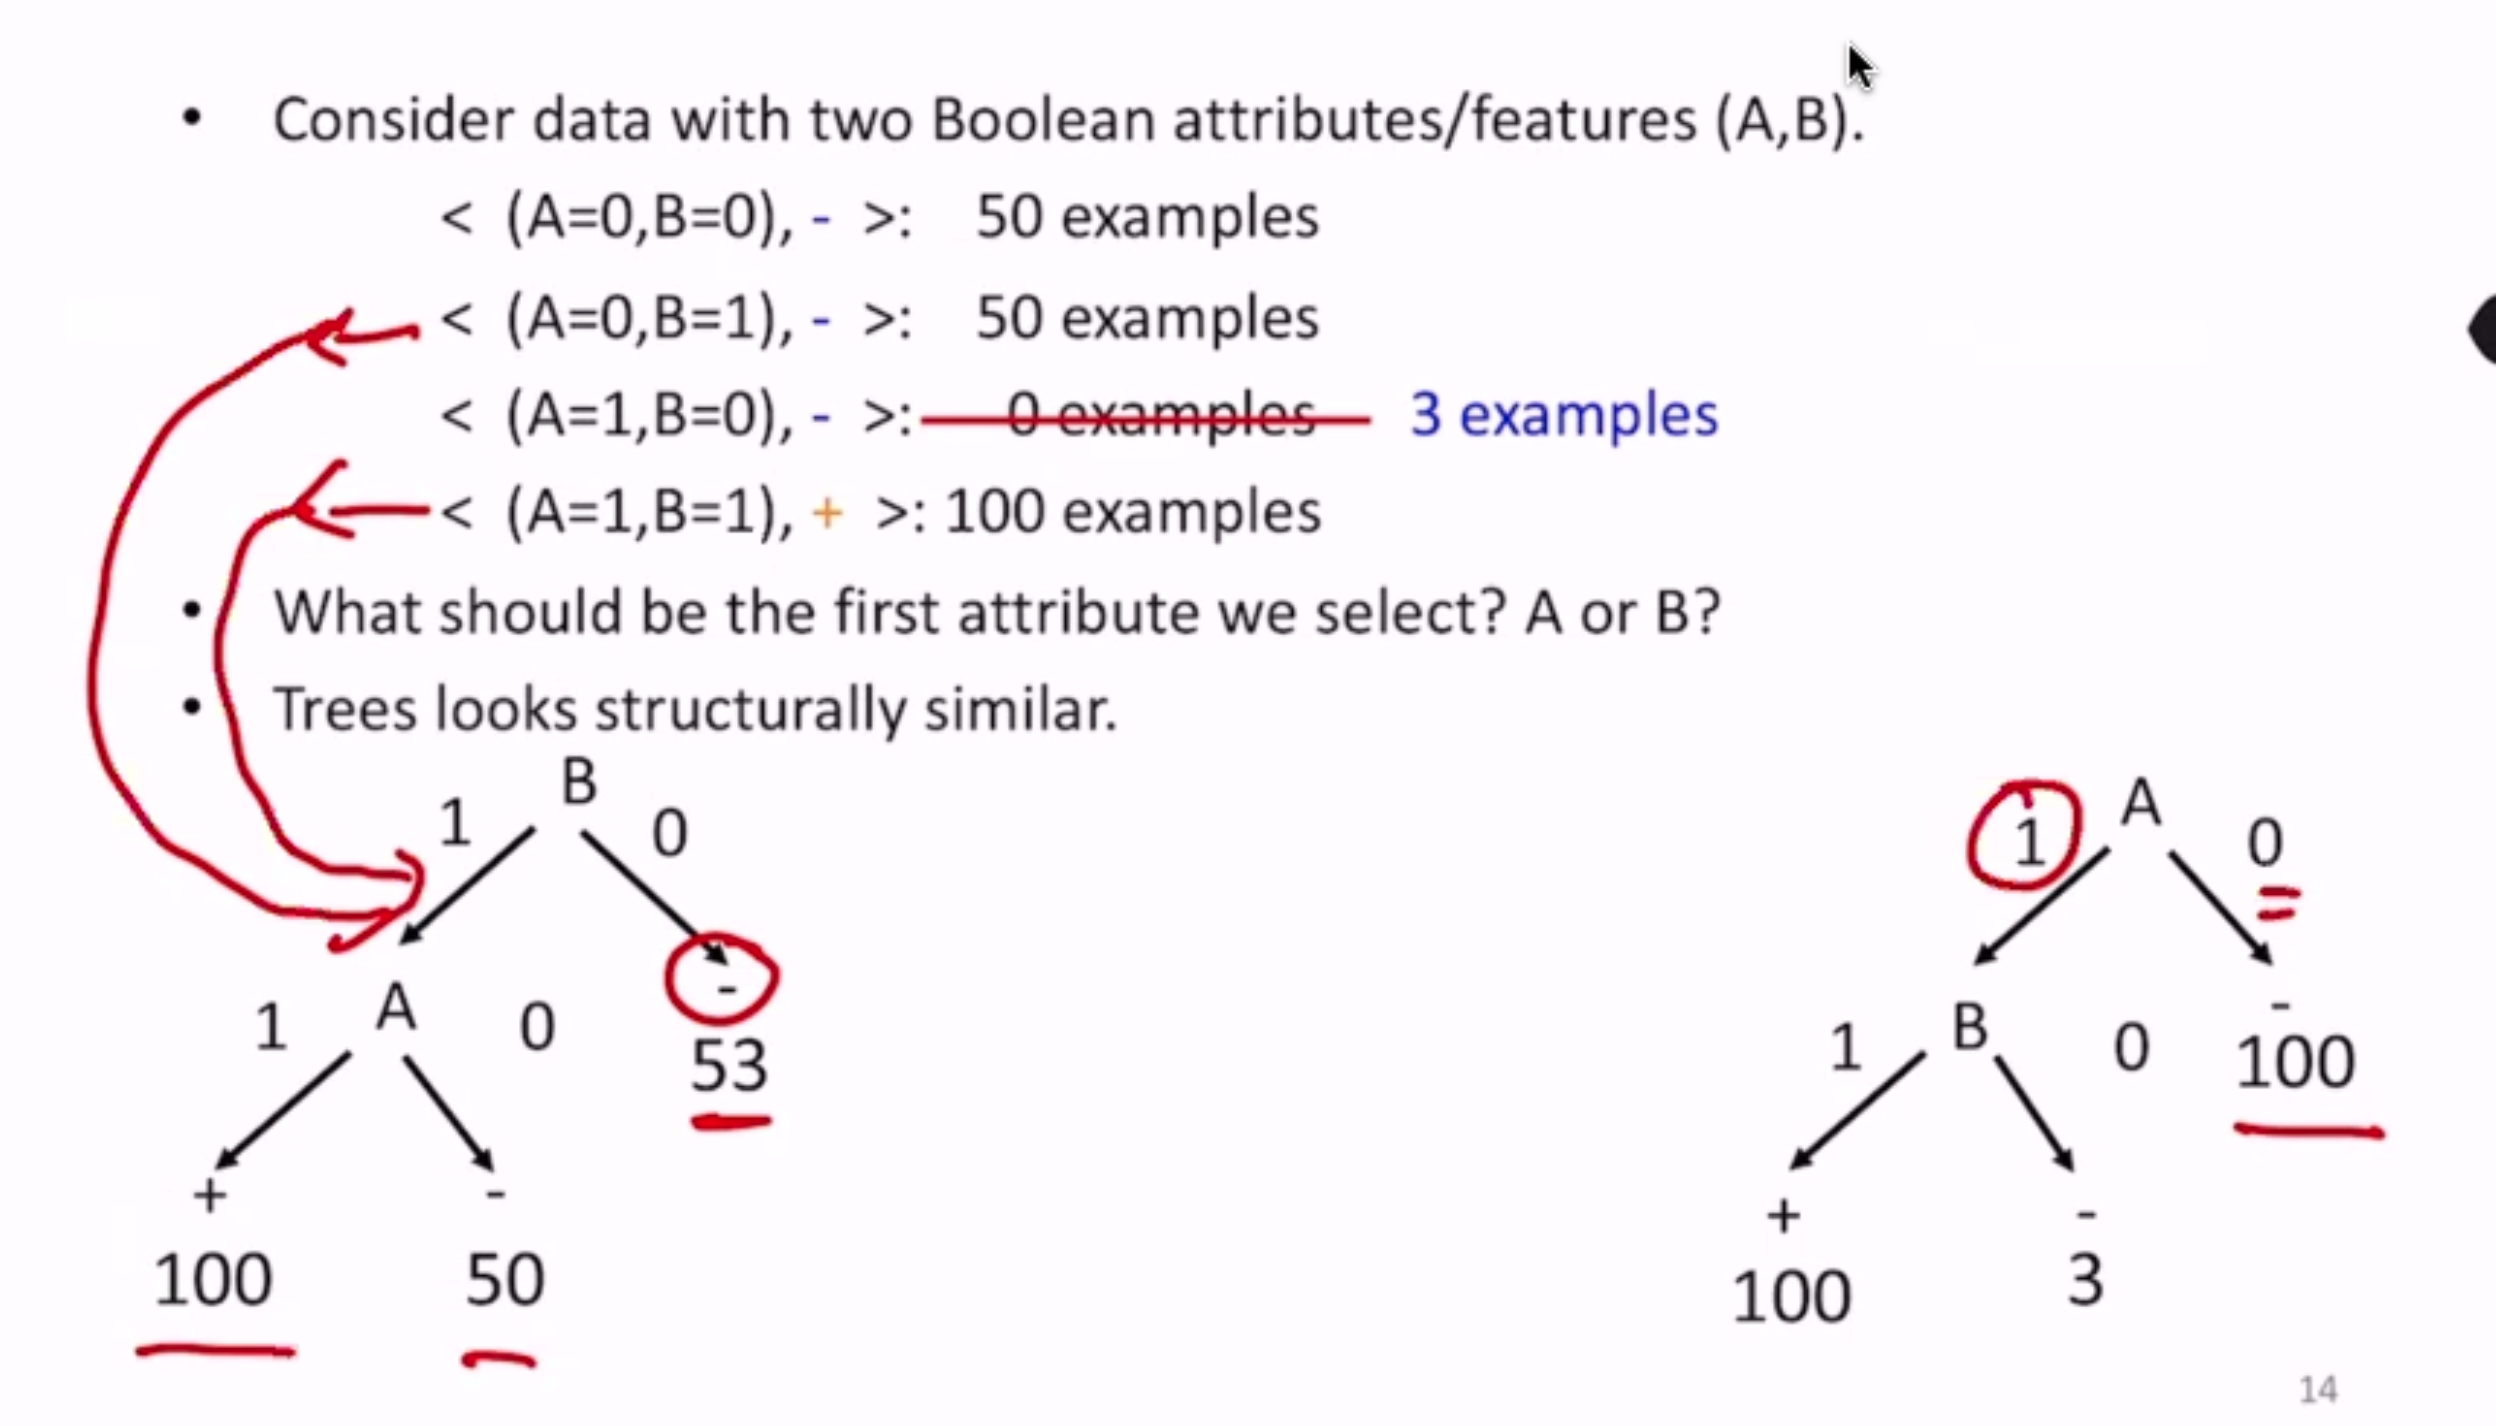 • Consider data with two Boolean attributes/features (A,B).
< (A=0,B=0), - >: 50 examples
< (A=0,B=1), - >: 50 examples
< (A=1,B=0), - >: 0 examples 3 examples
< (A=1,B=1), + >: 100 examples
• What should be the first attribute we select? A or B?
• Trees looks structurally similar.
B
1 0
A
1 0
-
53
+ -
100 50
A
1 0
B
1 0
-
100
+ -
100 3
14